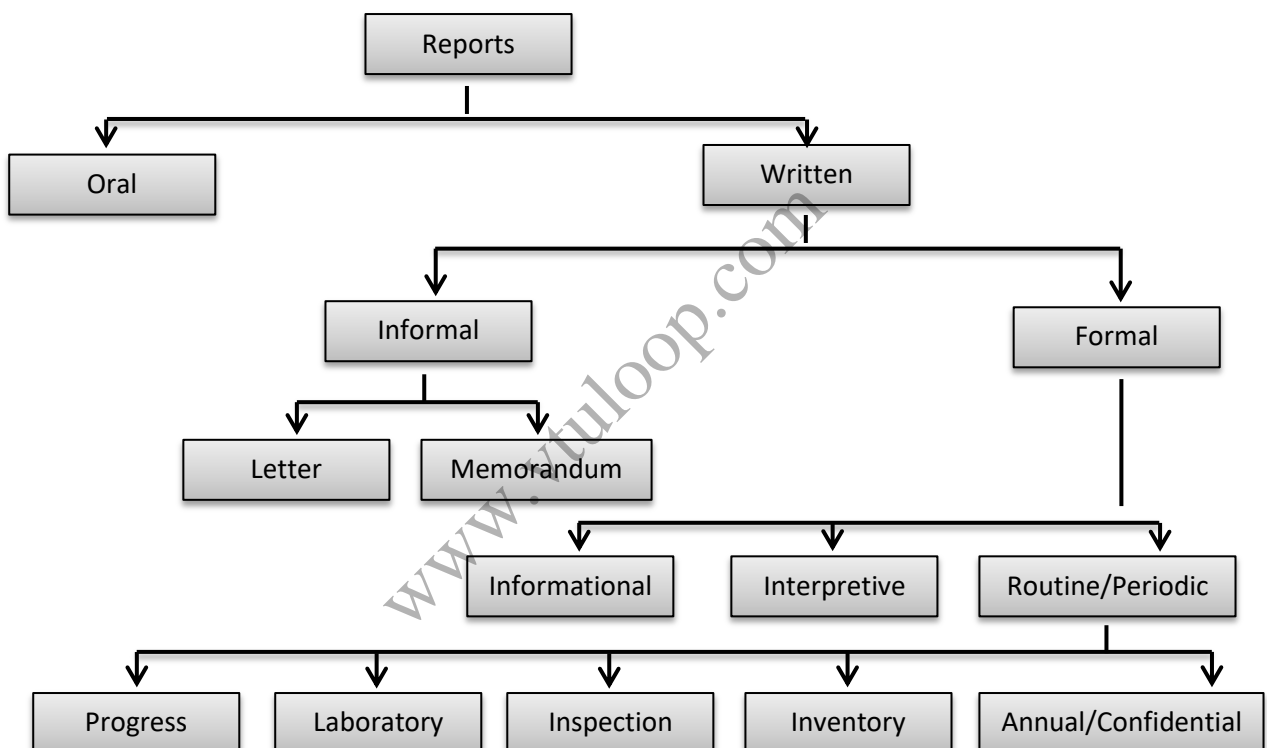 Reports
Oral
Written
Informal
Formal
Letter
Memorandum
Informational
Interpretive
Routine/Periodic
Progress
Laboratory
Inspection
Inventory
Annual/Confidential
www.vtuloop.com